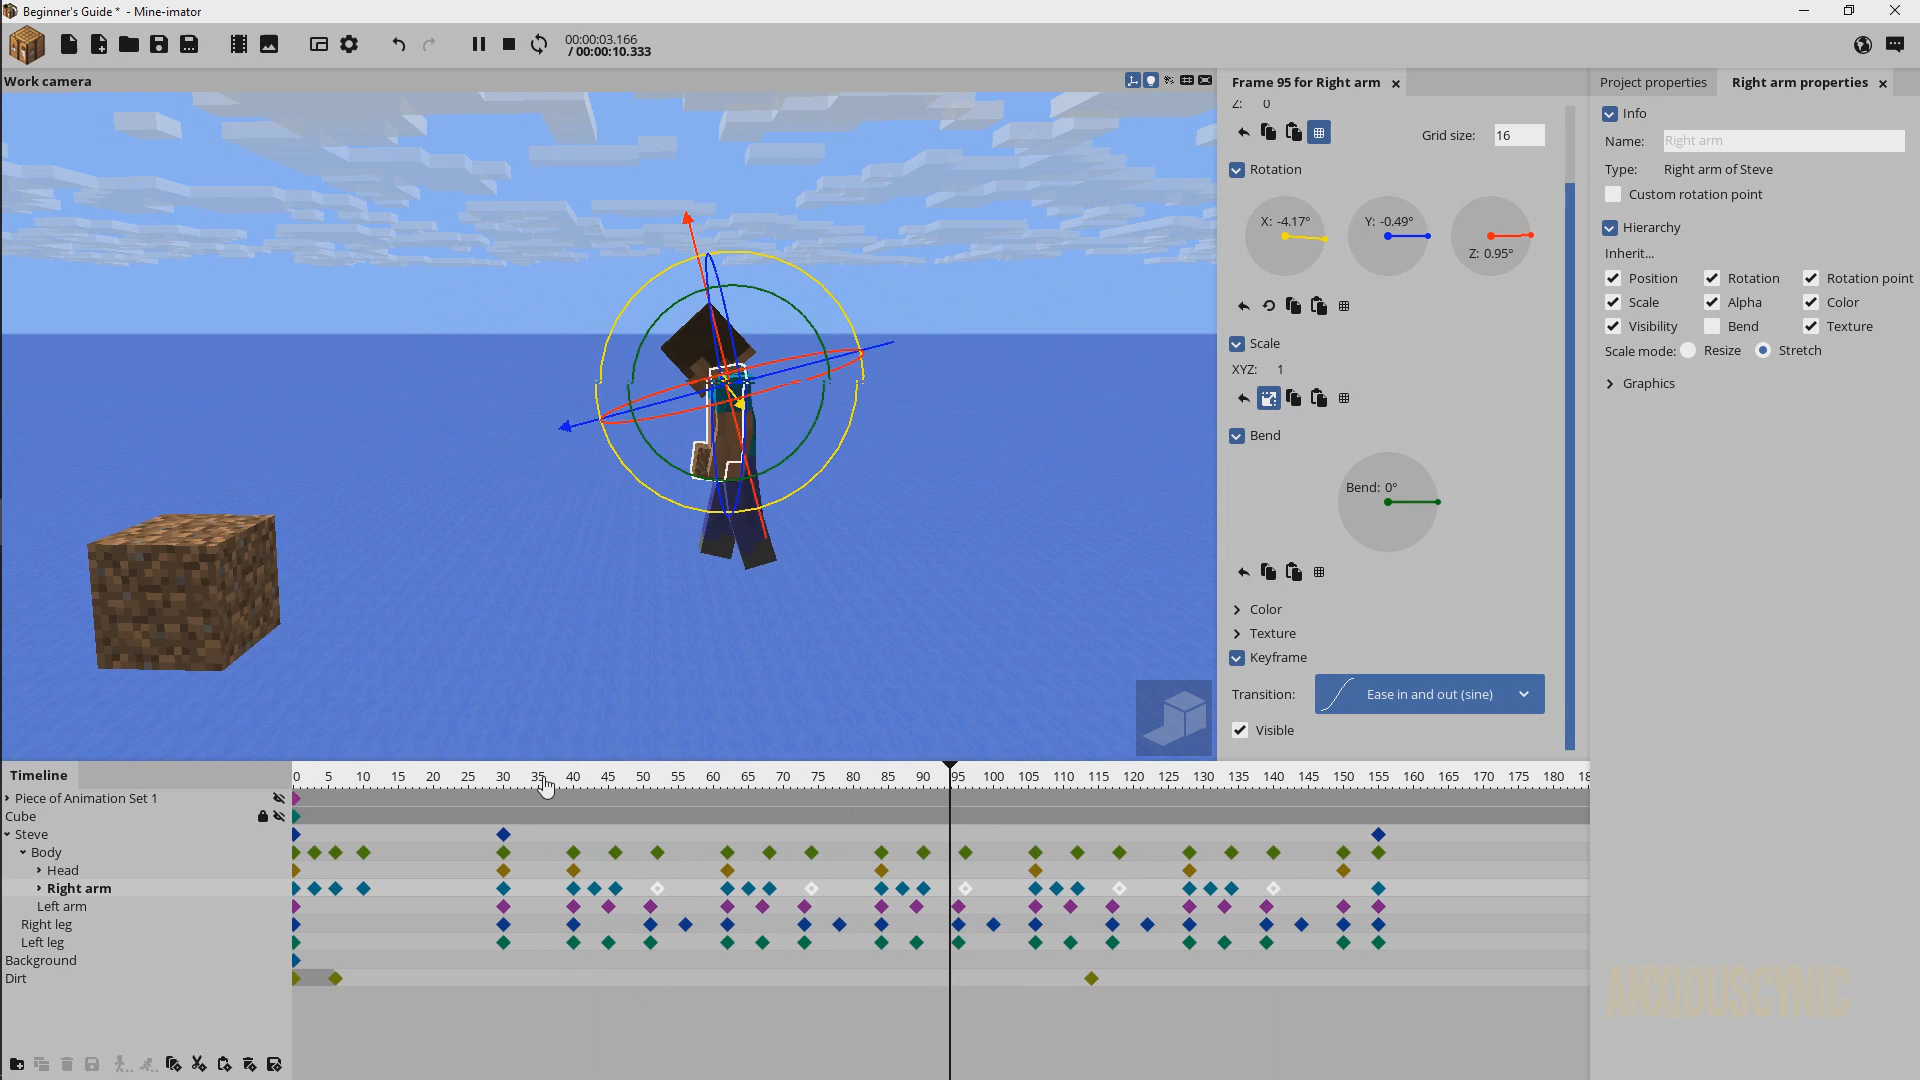 Beginner's Guide * - Mine-imator
00:00:03.166
/ 00:00:10.333
Work camera
Frame 95 for Right arm
Project properties
Right arm properties
Z: 0
Grid size: 16
Rotation
X: -4.17°
Y: -0.49°
Z: 0.95°
Scale
XYZ: 1
Bend
Bend: 0°
Color
Texture
Keyframe
Transition: Ease in and out (sine)
Visible
Info
Name: Right arm
Type: Right arm of Steve
Custom rotation point
Hierarchy
Inherit...
Position Rotation Rotation point
Scale Alpha Color
Visibility Bend Texture
Scale mode: Resize Stretch
Graphics
Timeline
0 5 10 15 20 25 30 35 40 45 50 55 60 65 70 75 80 85 90 95 100 105 110 115 120 125 130 135 140 145 150 155 160 165 170 175 180 18
Piece of Animation Set 1
Cube
Steve
Body
Head
Right arm
Left arm
Right leg
Left leg
Background
Dirt
ANXIOUSCYNIC